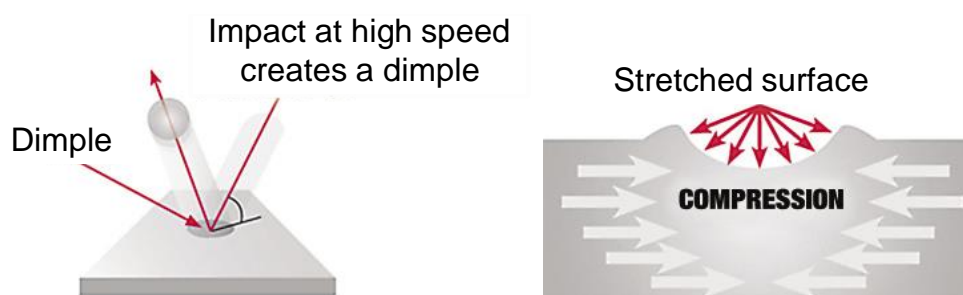 Impact at high speed
creates a dimple
Dimple
Stretched surface
COMPRESSION